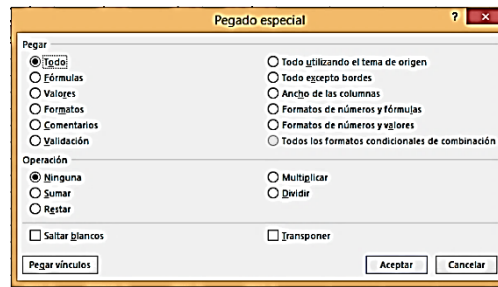 Pegado especial
Pegar
Todo
Fórmulas
Valores
Formatos
Comentarios
Validación
Todo utilizando el tema de origen
Todo excepto bordes
Ancho de las columnas
Formatos de números y fórmulas
Formatos de números y valores
Todos los formatos condicionales de combinación
Operación
Ninguna
Sumar
Restar
Multiplicar
Dividir
Saltar blancos
Transponer
Pegar vínculos
Aceptar
Cancelar